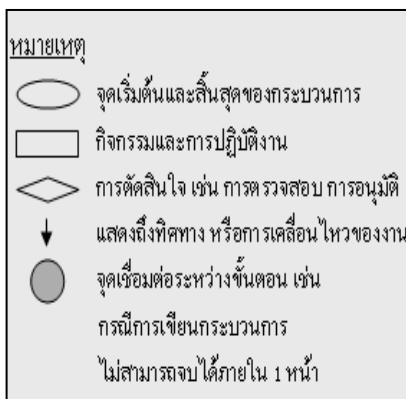 หมายเหตุ
จุดเริ่มต้นและสิ้นสุดของกระบวนการ
กิจกรรมและการปฏิบัติงาน
การตัดสินใจ เช่น การตรวจสอบ การอนุมัติ
แสดงถึงทิศทาง หรือการเคลื่อนไหวของงาน
จุดเชื่อมต่อระหว่างขั้นตอน เช่น
กรณีการเขียนกระบวนการ
ไม่สามารถจบได้ภายใน 1 หน้า